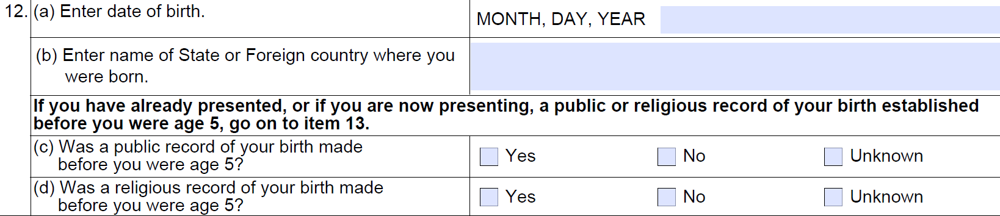 12. (a) Enter date of birth.
MONTH, DAY, YEAR
(b) Enter name of State or Foreign country where you
were born.
If you have already presented, or if you are now presenting, a public or religious record of your birth established
before you were age 5, go on to item 13.
(c) Was a public record of your birth made
before you were age 5?
Yes No Unknown
(d) Was a religious record of your birth made
before you were age 5?
Yes No Unknown